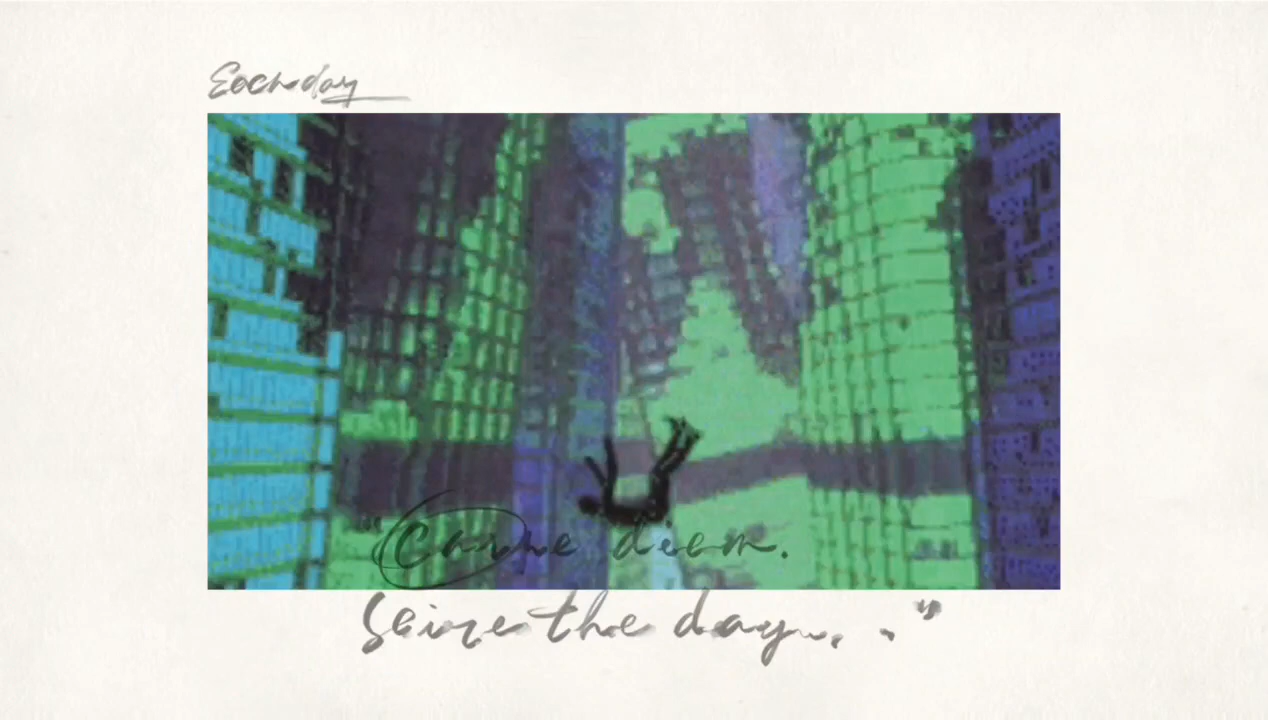 Each day
"Carpe diem.
Seize the day. . ."